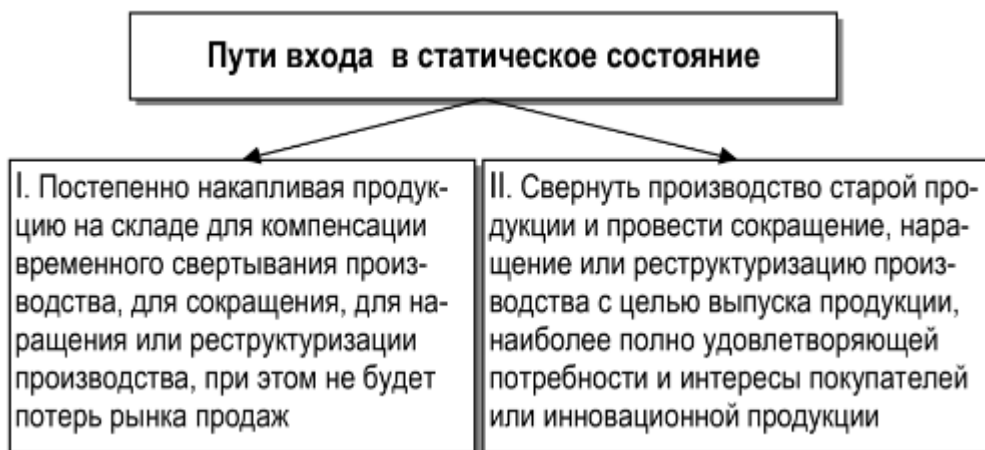 Пути входа в статическое состояние
I. Постепенно накапливая продук-
цию на складе для компенсации
временного свертывания произ-
водства, для сокращения, для на-
ращения или реструктуризации
производства, при этом не будет
потерь рынка продаж
II. Свернуть производство старой про-
дукции и провести сокращение, нара-
щение или реструктуризацию произ-
водства с целью выпуска продукции,
наиболее полно удовлетворяющей
потребности и интересы покупателей
или инновационной продукции